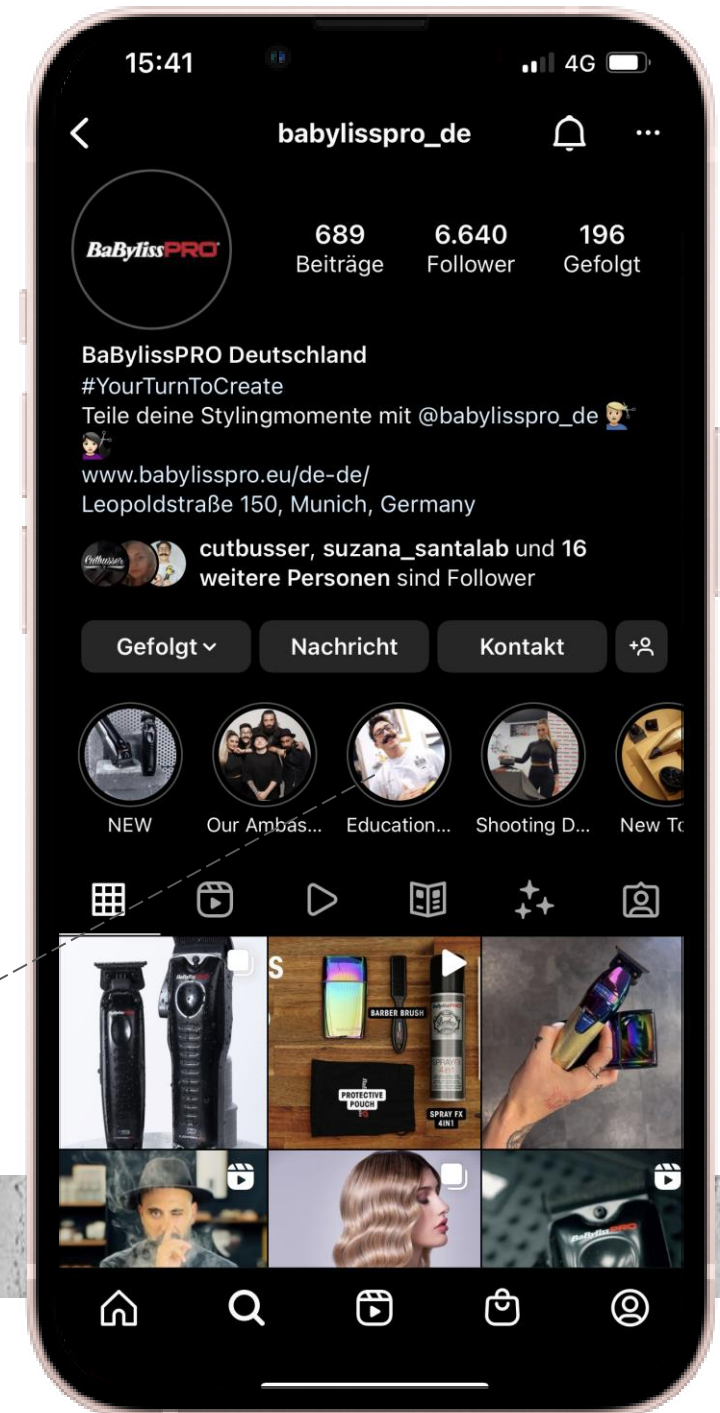 15:41
4G
babylisspro_de
BaBylissPRO
689
6.640
196
Beiträge
Follower
Gefolgt
BaBylissPRO Deutschland
#YourTurnToCreate
Teile deine Stylingmomente mit @babylisspro_de
www.babylisspro.eu/de-de/
Leopoldstraße 150, Munich, Germany
cutbusser, suzana_santalab und 16
weitere Personen sind Follower
Gefolgt
Nachricht
Kontakt
NEW
Our Ambas...
Education...
Shooting D...
New To
S
BARBER BRUSH
PROTECTIVE
POUCH
SPRAY FX
4IN1
BaBylissPRO